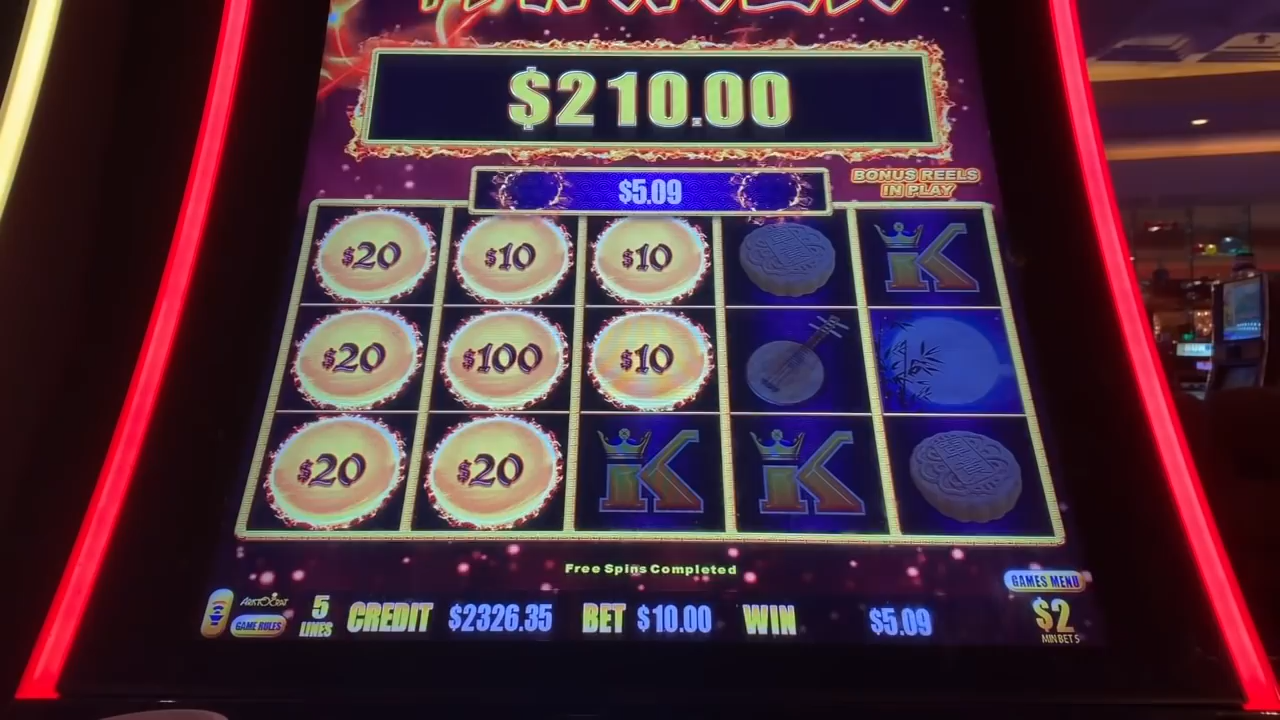 $210.00
BONUS REELS
IN PLAY
$5.09
$20 $10 $10 K
$20 $100 $10
$20 $20 K K
Free Spins Completed
GAMES MENU
ARISTOCRAT
GAME RULES
5
LINES
CREDIT $2326.35 BET $10.00 WIN $5.09
$2
MIN BET 5